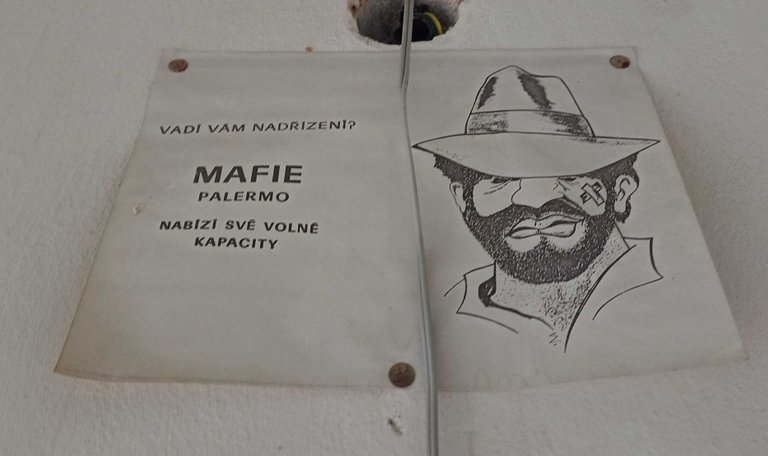 VADÍ VÁM NADŘÍZENÍ?
MAFIE
PALERMO
NABÍZÍ SVÉ VOLNÉ
KAPACITY